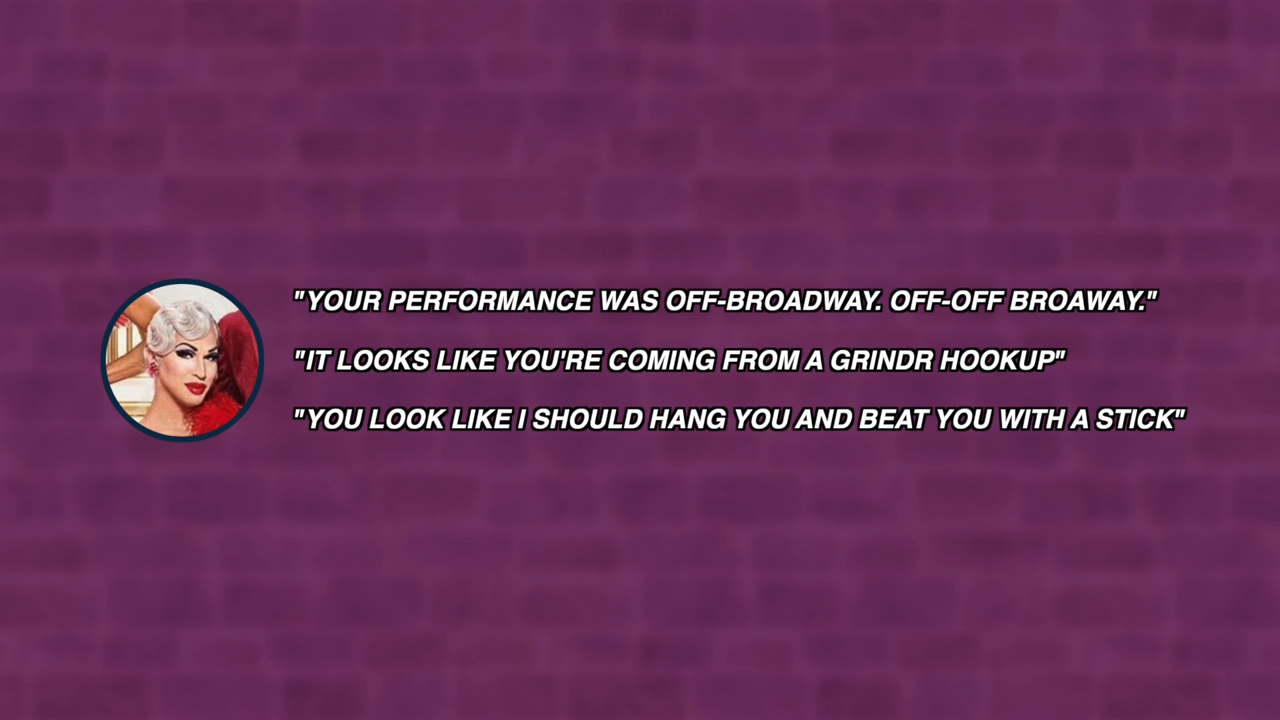 "YOUR PERFORMANCE WAS OFF-BROADWAY. OFF-OFF BROAWAY."
"IT LOOKS LIKE YOU'RE COMING FROM A GRINDR HOOKUP"
"YOU LOOK LIKE I SHOULD HANG YOU AND BEAT YOU WITH A STICK"